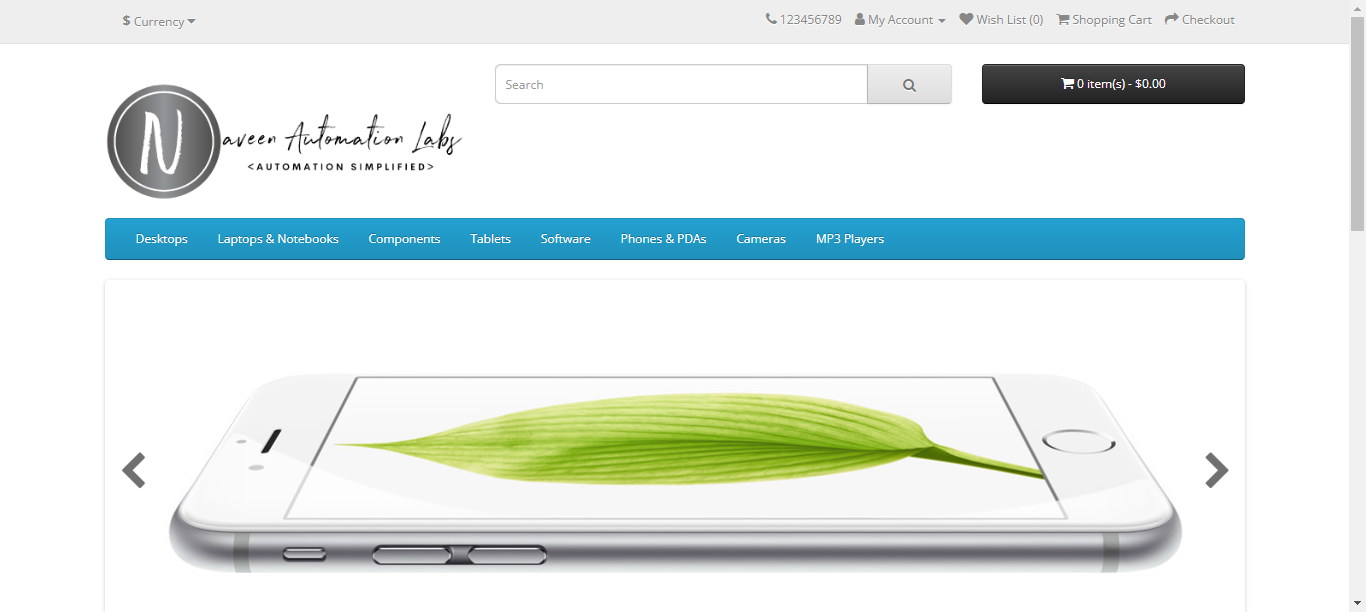 $ Currency
123456789 My Account Wish List (0) Shopping Cart Checkout
Search
0 item(s) - $0.00
N
aveen Automation Labs
<AUTOMATION SIMPLIFIED>
Desktops Laptops & Notebooks Components Tablets Software Phones & PDAs Cameras MP3 Players